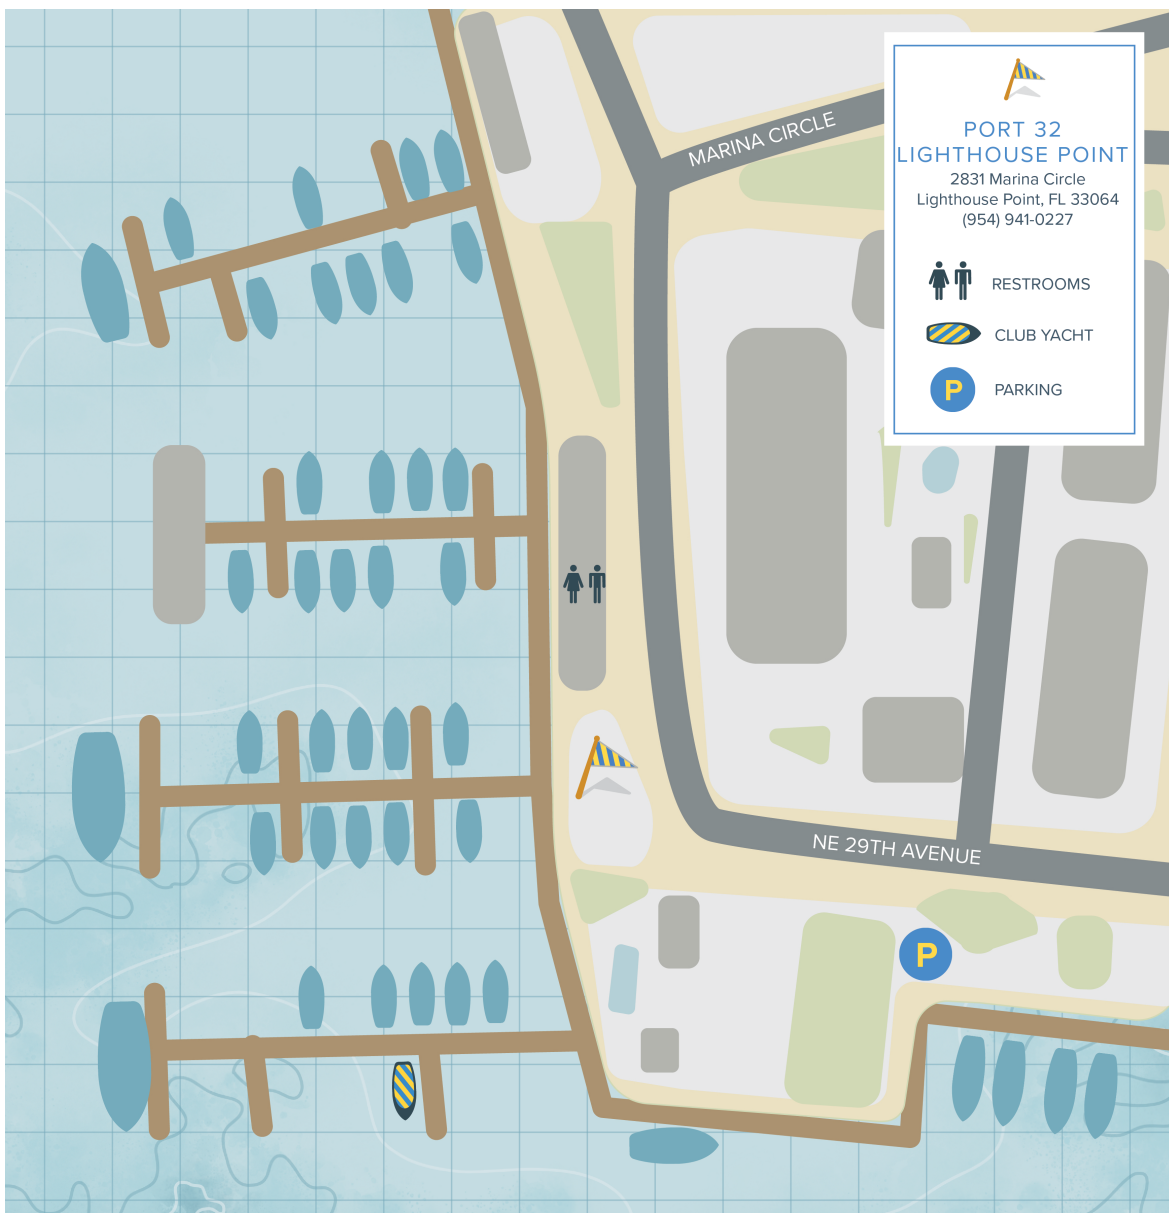 MARINA CIRCLE
PORT 32
LIGHTHOUSE POINT
2831 Marina Circle
Lighthouse Point, FL 33064
(954) 941-0227
RESTROOMS
CLUB YACHT
P PARKING
NE 29TH AVENUE
P